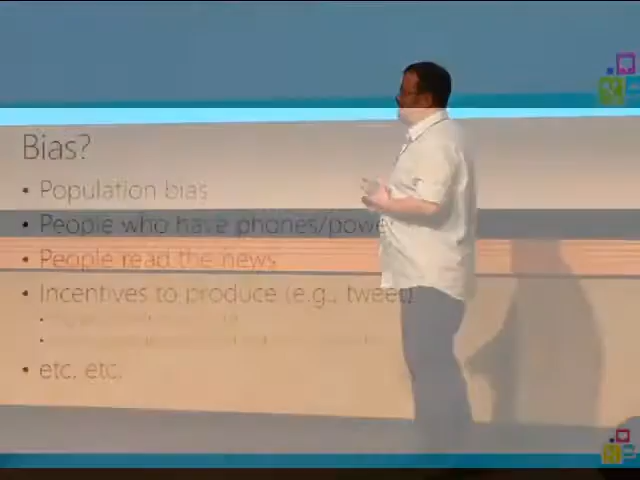 Bias?
• Population bias
• People who have phones/powe
• People read the news
• Incentives to produce (e.g., tweet)
• etc. etc.